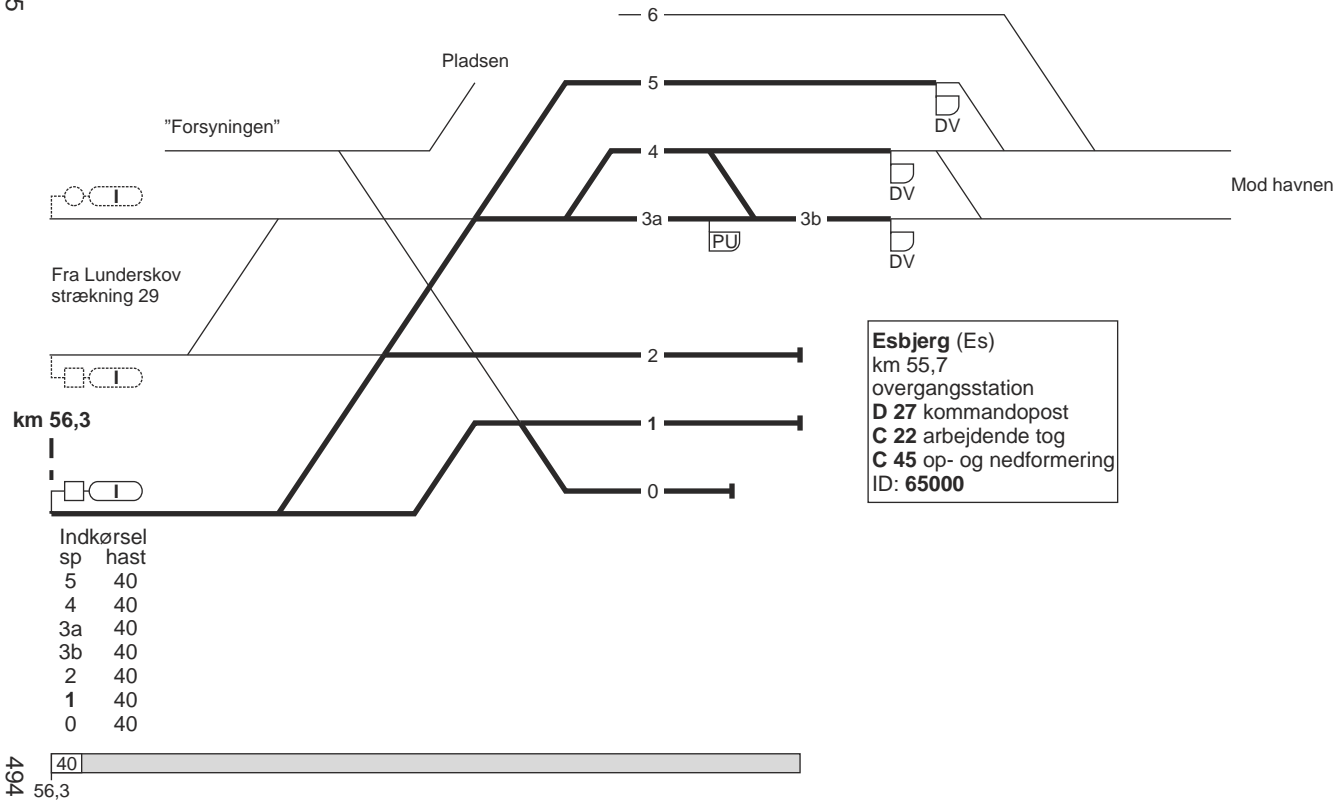 5
6
Pladsen
5
DV
"Forsyningen"
4
DV
Mod havnen
I
3a
3b
PU
DV
Fra Lunderskov
strækning 29
2
I
Esbjerg (Es)
km 55,7
overgangsstation
D 27 kommandopost
C 22 arbejdende tog
C 45 op- og nedformering
ID: 65000
km 56,3
1
I
0
Indkørsel
sp hast
5 40
4 40
3a 40
3b 40
2 40
1 40
0 40
40
494
56,3